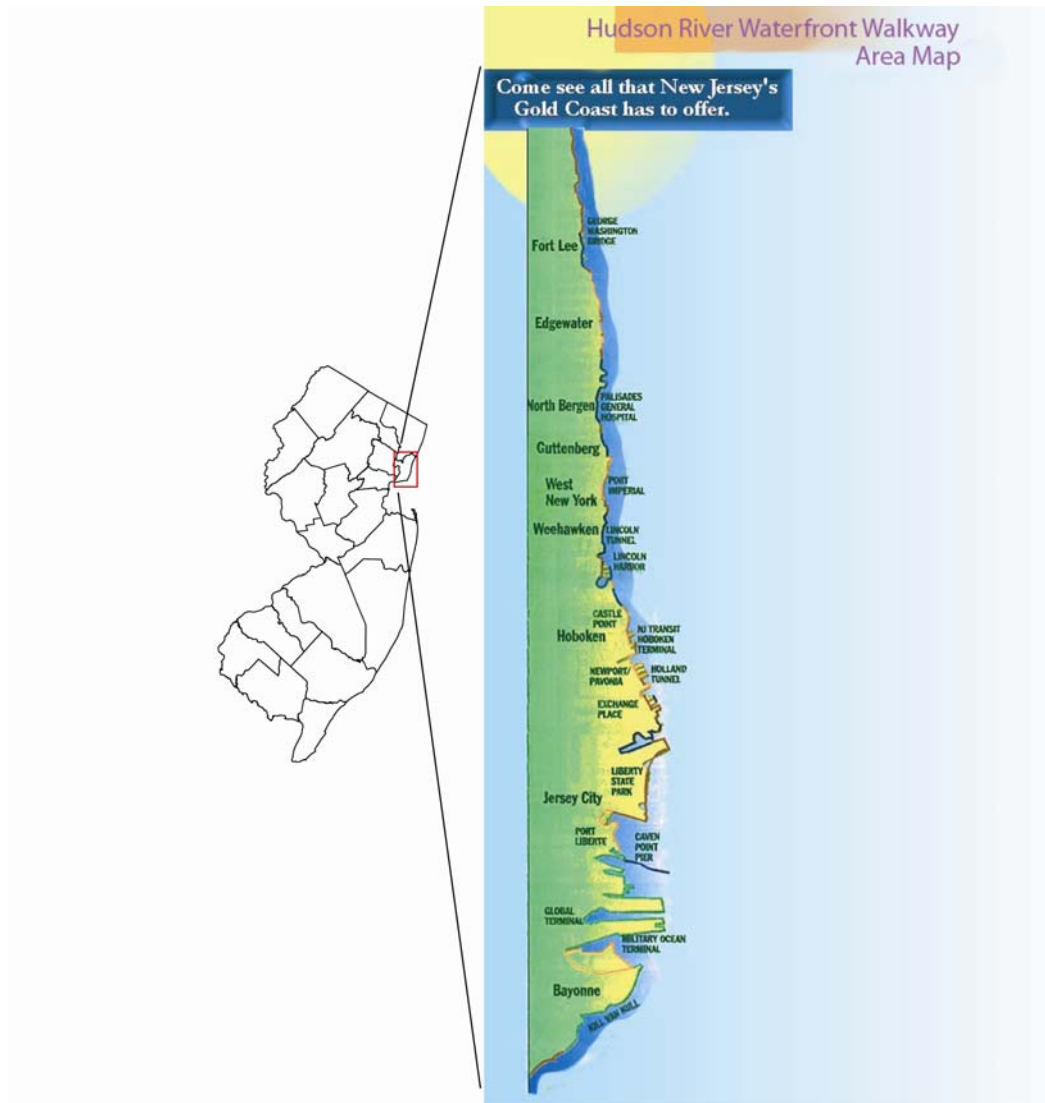 Hudson River Waterfront Walkway
Area Map
Come see all that New Jersey's
Gold Coast has to offer.
GEORGE
WASHINGTON
BRIDGE
Fort Lee
Edgewater
North Bergen
PALISADES
GENERAL
HOSPITAL
Guttenberg
West
New York
PORT
IMPERIAL
Weehawken
LINCOLN
TUNNEL
LINCOLN
HARBOR
CASTLE
POINT
Hoboken
NJ TRANSIT
HOBOKEN
TERMINAL
NEWPORT/
PAVONIA
HOLLAND
TUNNEL
EXCHANGE
PLACE
LIBERTY
STATE
PARK
Jersey City
PORT
LIBERTE
CAVEN
POINT
PIER
GLOBAL
TERMINAL
MILITARY OCEAN
TERMINAL
Bayonne
KILL VAN KULL